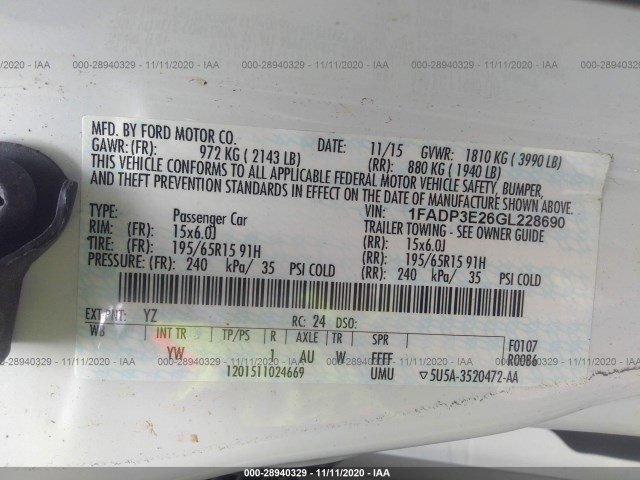 000-28940329 - 11/11/2020 - IAA
MFD. BY FORD MOTOR CO. DATE: 11/15 GVWR: 1810 KG ( 3990 LB)
GAWR: (FR): 972 KG ( 2143 LB) (RR): 880 KG ( 1940 LB)
THIS VEHICLE CONFORMS TO ALL APPLICABLE FEDERAL MOTOR VEHICLE SAFETY, BUMPER,
AND THEFT PREVENTION STANDARDS IN EFFECT ON THE DATE OF MANUFACTURE SHOWN ABOVE.
VIN: 1FADP3E26GL228690
TYPE: Passenger Car TRAILER TOWING - SEE OWNER GUIDE
RIM: (FR): 15x6.0J (RR): 15x6.0J
TIRE: (FR): 195/65R15 91H (RR): 195/65R15 91H
PRESSURE: (FR): 240 kPa/ 35 PSI COLD (RR): 240 kPa/ 35 PSI COLD
EXT PNT: YZ RC: 24 DSO:
WB INT TR TP/PS R AXLE TR SPR F0107
YW 1 AU W FFFF R0086
1201511024669 UMU 5U5A-3520472-AA
000-28940329 - 11/11/2020 - IAA
000-28940329 - 11/11/2020 - IAA